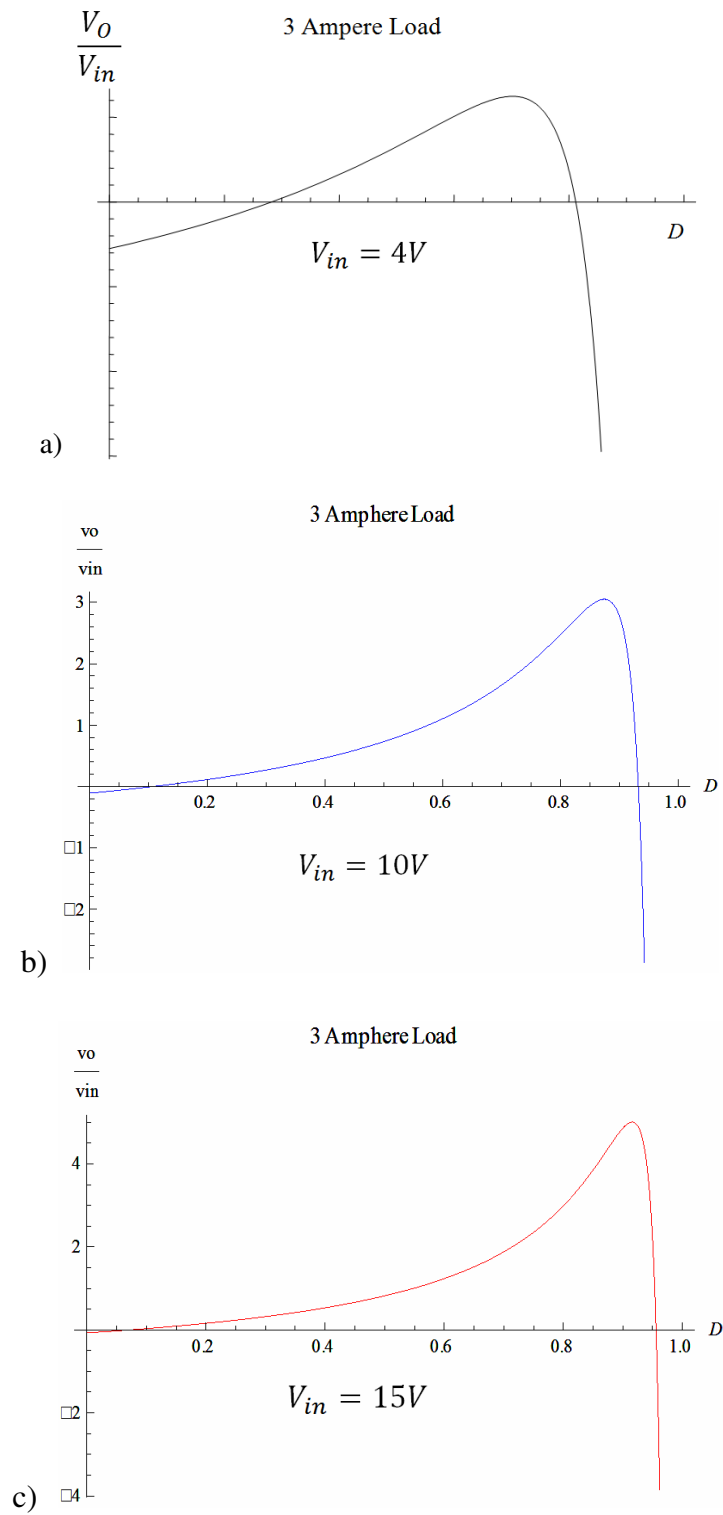 3 Ampere Load
V_O
V_in
D
V_in = 4V
a)
3 Amphere Load
vo
vin
3
2
1
0.2 0.4 0.6 0.8 1.0 D
□1
V_in = 10V
□2
b)
3 Amphere Load
vo
vin
4
2
0.2 0.4 0.6 0.8 1.0 D
□2
V_in = 15V
□4
c)